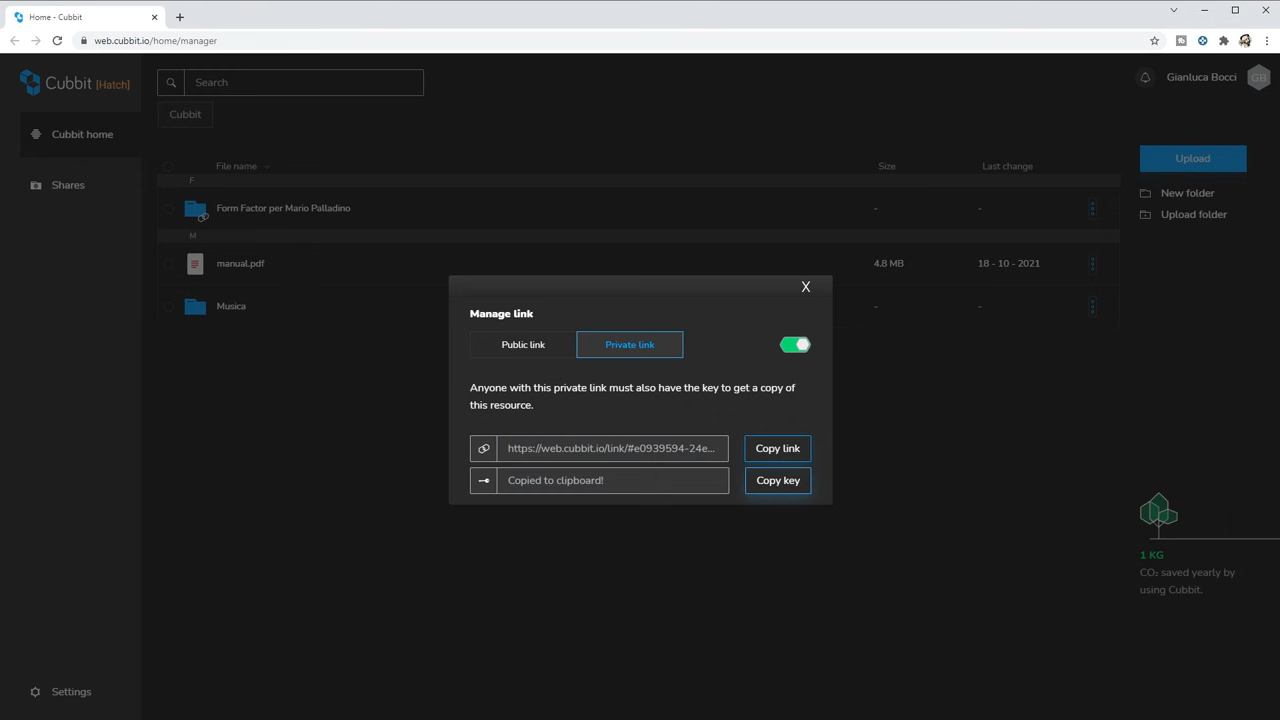 Home - Cubbit
web.cubbit.io/home/manager
Cubbit [Hatch]
Search
Gianluca Bocci
GB
Cubbit
Cubbit home
File name
Size
Last change
Upload
F
Shares
New folder
Form Factor per Mario Palladino
-
-
Upload folder
M
manual.pdf
4.8 MB
18 - 10 - 2021
X
Musica
-
-
Manage link
Public link
Private link
Anyone with this private link must also have the key to get a copy of
this resource.
https://web.cubbit.io/link/#e0939594-24e...
Copy link
Copied to clipboard!
Copy key
1 KG
CO₂ saved yearly by
using Cubbit.
Settings